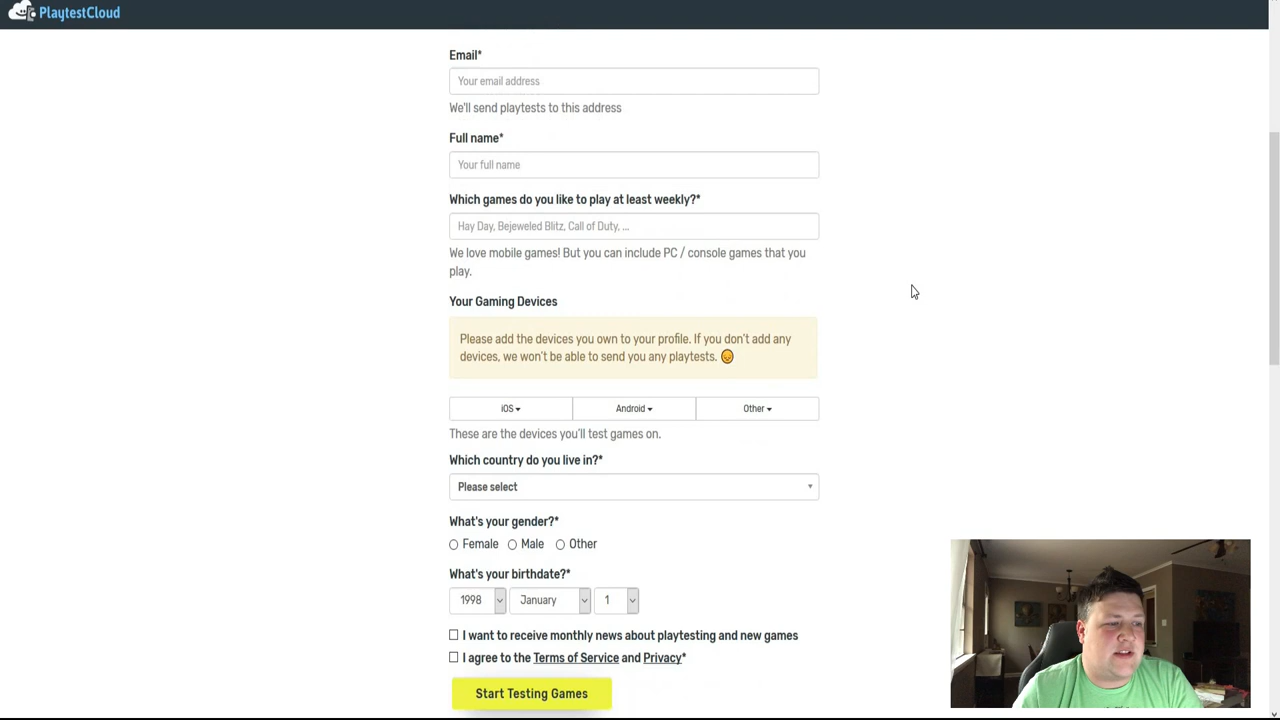 PlaytestCloud
Email*
Your email address
We'll send playtests to this address
Full name*
Your full name
Which games do you like to play at least weekly?*
Hay Day, Bejeweled Blitz, Call of Duty, ...
We love mobile games! But you can include PC / console games that you
play.
Your Gaming Devices
Please add the devices you own to your profile. If you don't add any
devices, we won't be able to send you any playtests.
iOS Android Other
These are the devices you'll test games on.
Which country do you live in?*
Please select
What's your gender?*
Female Male Other
What's your birthdate?*
1998 January 1
I want to receive monthly news about playtesting and new games
I agree to the Terms of Service and Privacy*
Start Testing Games